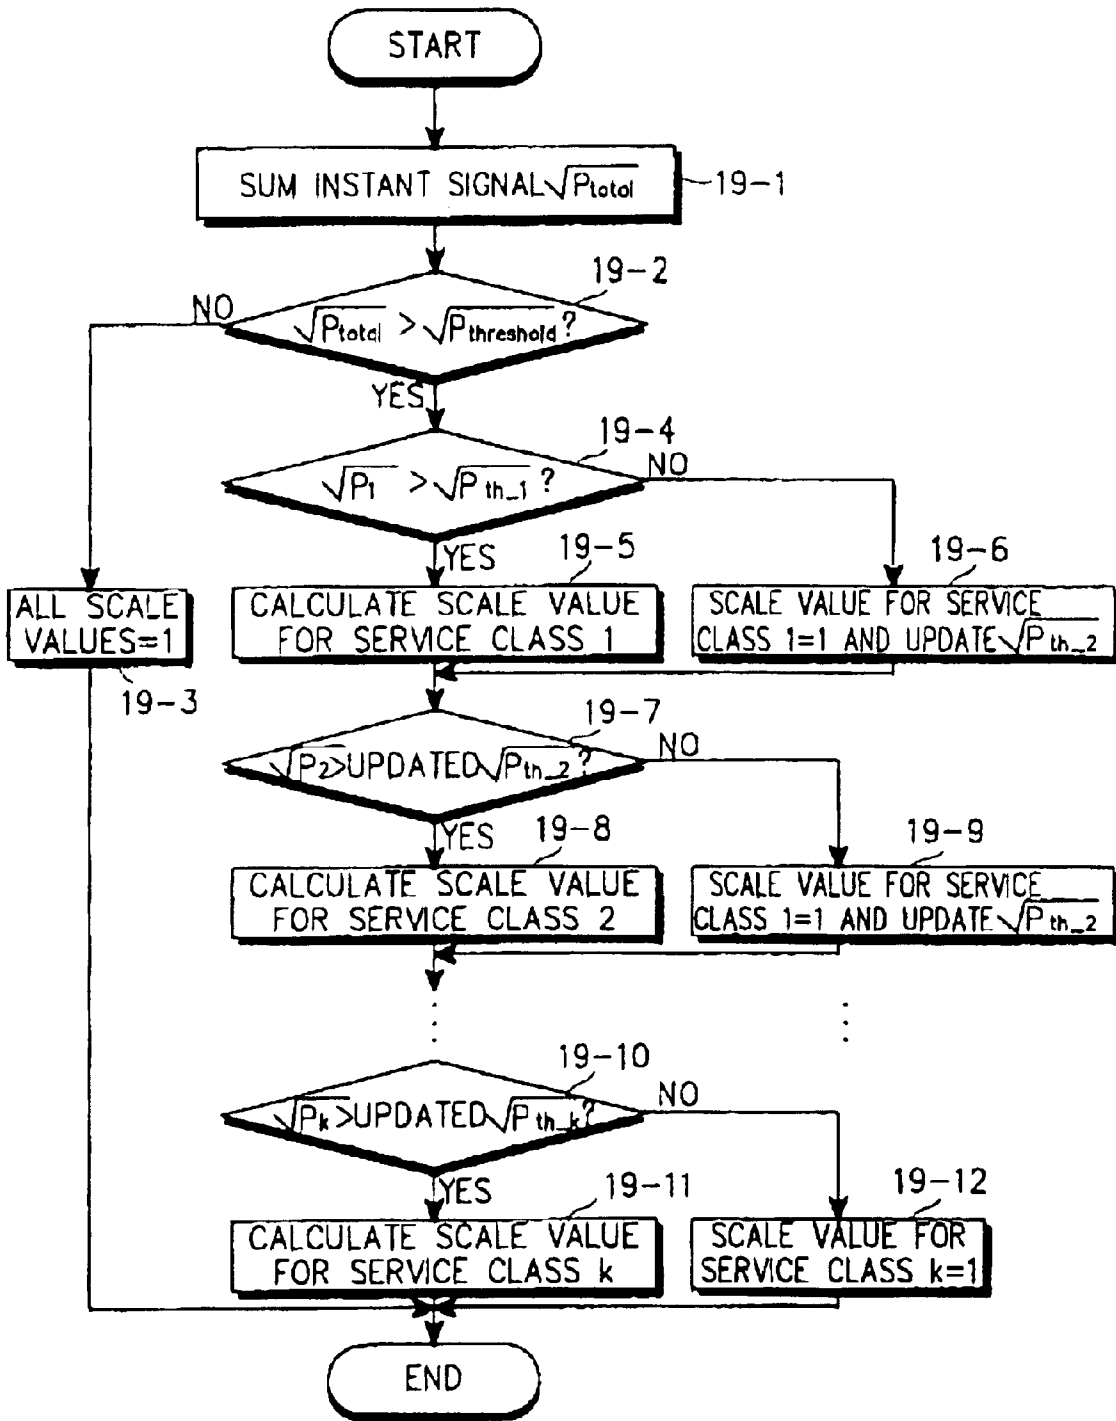 START
SUM INSTANT SIGNAL √Ptotal
19-1
19-2
NO
√Ptotal > √Pthreshold ?
YES
19-4
√P1 > √Pth_1 ?
NO
YES
19-5
19-6
ALL SCALE
VALUES=1
19-3
CALCULATE SCALE VALUE
FOR SERVICE CLASS 1
SCALE VALUE FOR SERVICE
CLASS 1=1 AND UPDATE √Pth_2
19-7
√P2>UPDATED √Pth_2 ?
NO
YES
19-8
19-9
CALCULATE SCALE VALUE
FOR SERVICE CLASS 2
SCALE VALUE FOR SERVICE
CLASS 1=1 AND UPDATE √Pth_2
19-10
√Pk>UPDATED √Pth_k ?
NO
YES
19-11
19-12
CALCULATE SCALE VALUE
FOR SERVICE CLASS k
SCALE VALUE FOR
SERVICE CLASS k=1
END